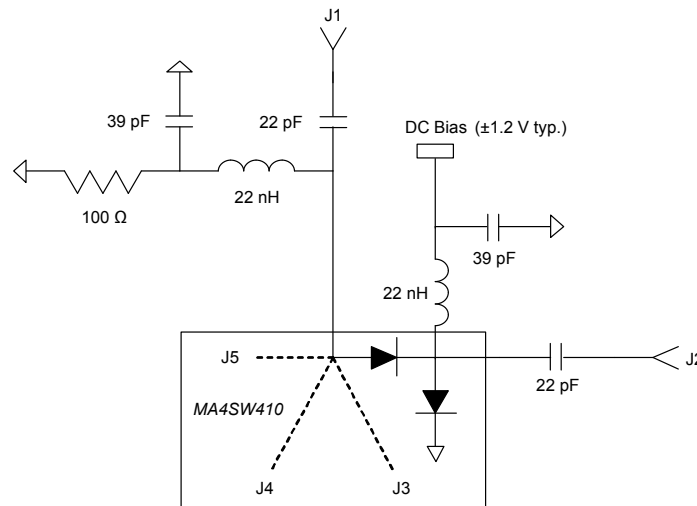 J1
39 pF
22 pF
DC Bias (±1.2 V typ.)
22 nH
100 Ω
39 pF
22 nH
J5
J2
22 pF
MA4SW410
J4
J3